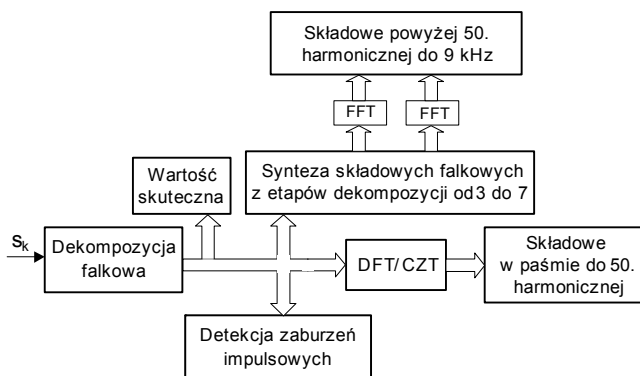 Składowe powyżej 50.
harmonicznej do 9 kHz
FFT
FFT
Wartość
skuteczna
Synteza składowych falkowych
z etapów dekompozycji od 3 do 7
sk
Dekompozycja
falkowa
DFT/CZT
Składowe
w paśmie do 50.
harmonicznej
Detekcja zaburzeń
impulsowych